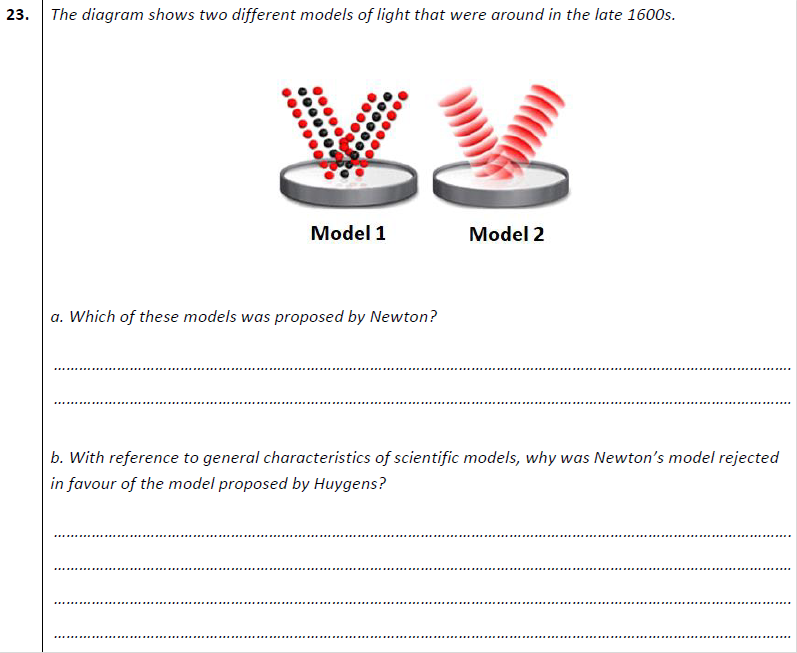 23. The diagram shows two different models of light that were around in the late 1600s.
Model 1 Model 2
a. Which of these models was proposed by Newton?
b. With reference to general characteristics of scientific models, why was Newton's model rejected
in favour of the model proposed by Huygens?